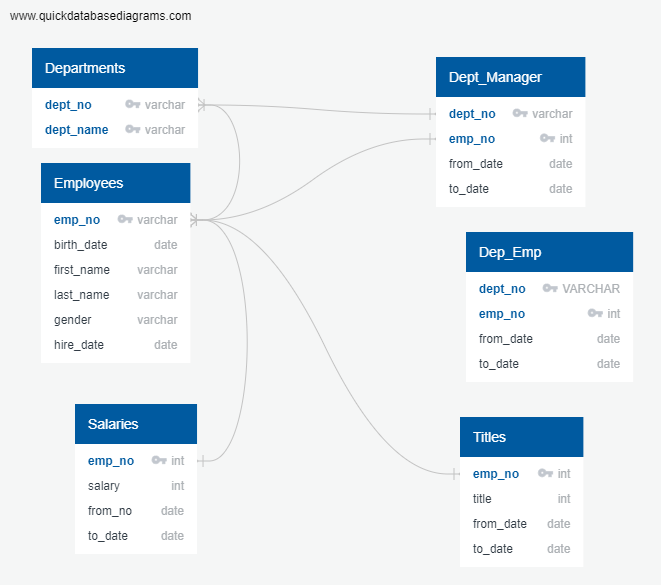 www.quickdatabasediagrams.com
Departments
dept_no varchar
dept_name varchar
Employees
emp_no varchar
birth_date date
first_name varchar
last_name varchar
gender varchar
hire_date date
Salaries
emp_no int
salary int
from_no date
to_date date
Dept_Manager
dept_no varchar
emp_no int
from_date date
to_date date
Dep_Emp
dept_no VARCHAR
emp_no int
from_date date
to_date date
Titles
emp_no int
title int
from_date date
to_date date